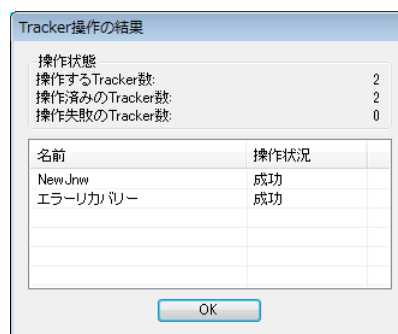 Tracker操作の結果
操作状態
操作するTracker数: 2
操作済みのTracker数: 2
操作失敗のTracker数: 0
名前 操作状況
NewJnw 成功
エラーリカバリー 成功
OK